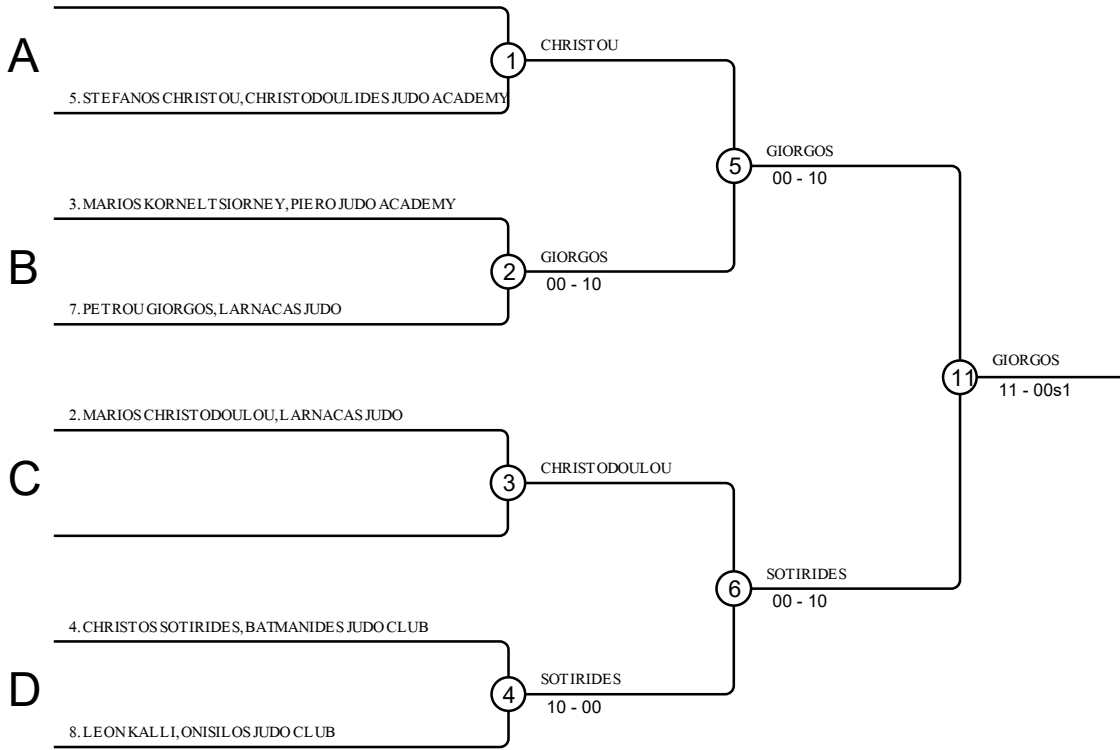 A
1
CHRISTOU
5. STEFANOS CHRISTOU, CHRISTODOULIDES JUDO ACADEMY
5
GIORGOS
00 - 10
3. MARIOS KORNEL TSIORNEY, PIERO JUDO ACADEMY
B
2
GIORGOS
00 - 10
7. PETROU GIORGOS, LARNACAS JUDO
11
GIORGOS
11 - 00s1
2. MARIOS CHRISTODOULOU, LARNACAS JUDO
C
3
CHRISTODOULOU
6
SOTIRIDES
00 - 10
4. CHRISTOS SOTIRIDES, BATMANIDES JUDO CLUB
D
4
SOTIRIDES
10 - 00
8. LEON KALLI, ONISILOS JUDO CLUB